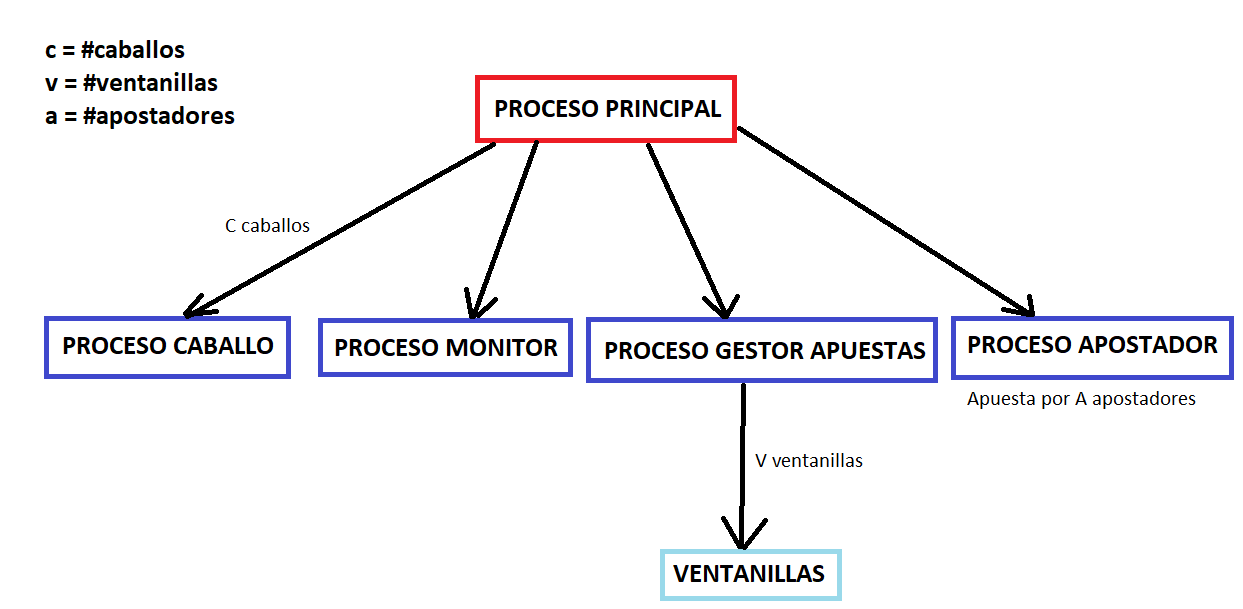 c = #caballos
v = #ventanillas
a = #apostadores
PROCESO PRINCIPAL
C caballos
PROCESO CABALLO
PROCESO MONITOR
PROCESO GESTOR APUESTAS
PROCESO APOSTADOR
Apuesta por A apostadores
V ventanillas
VENTANILLAS